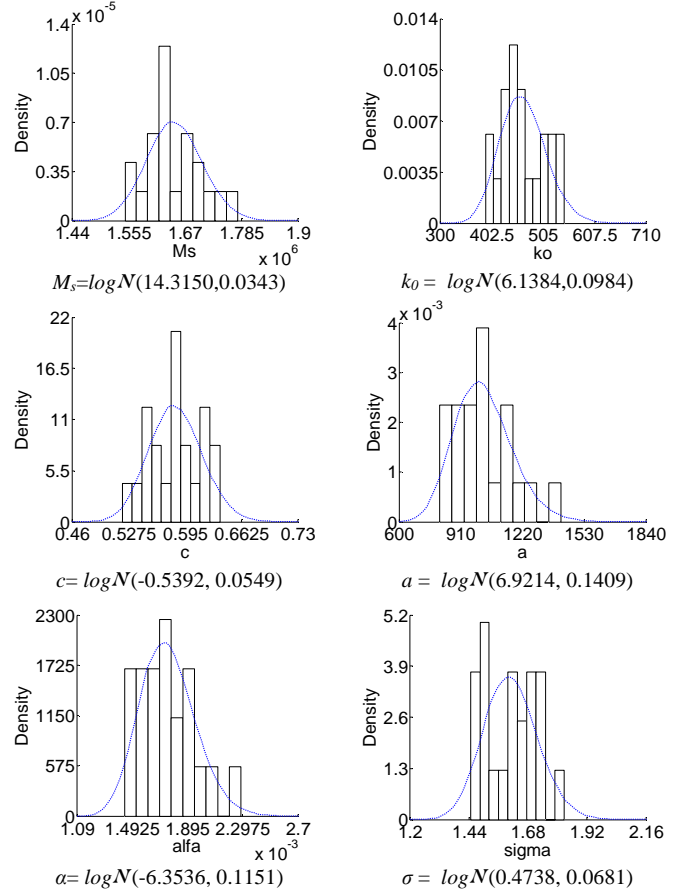 x 10⁻⁵
1.4
1.05
0.7
0.35
0
Density
1.44 1.555 1.67 1.785 1.9
Ms
x 10⁶
Mₛ=logN(14.3150,0.0343)
0.014
0.0105
0.007
0.0035
0
Density
300 402.5 505 607.5 710
ko
k₀ = logN(6.1384,0.0984)
22
16.5
11
5.5
0
Density
0.46 0.5275 0.595 0.6625 0.73
c
c= logN(-0.5392, 0.0549)
x 10⁻³
4
3
2
1
0
Density
600 910 1220 1530 1840
a
a = logN(6.9214, 0.1409)
2300
1725
1150
575
0
Density
1.09 1.4925 1.895 2.2975 2.7
alfa
x 10⁻³
α= logN(-6.3536, 0.1151)
5.2
3.9
2.6
1.3
0
Density
1.2 1.44 1.68 1.92 2.16
sigma
σ = logN(0.4738, 0.0681)